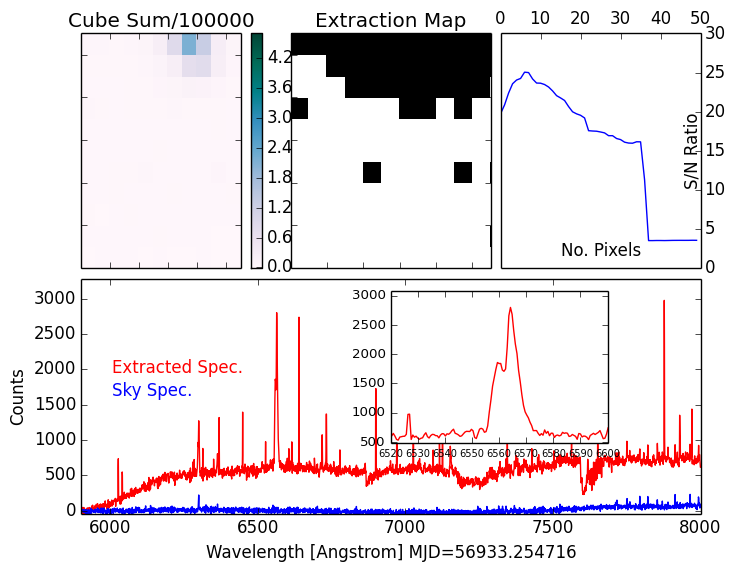 Cube Sum/100000 Extraction Map
0 10 20 30 40 50
4.2
3.6
3.0
2.4
1.8
1.2
0.6
0.0
30
25
20
15
10
5
0
S/N Ratio
No. Pixels
3000
2500
2000
1500
1000
500
0
Counts
Extracted Spec.
Sky Spec.
3000
2500
2000
1500
1000
500
6520 6530 6540 6550 6560 6570 6580 6590 6600
6000 6500 7000 7500 8000
Wavelength [Angstrom] MJD=56933.254716